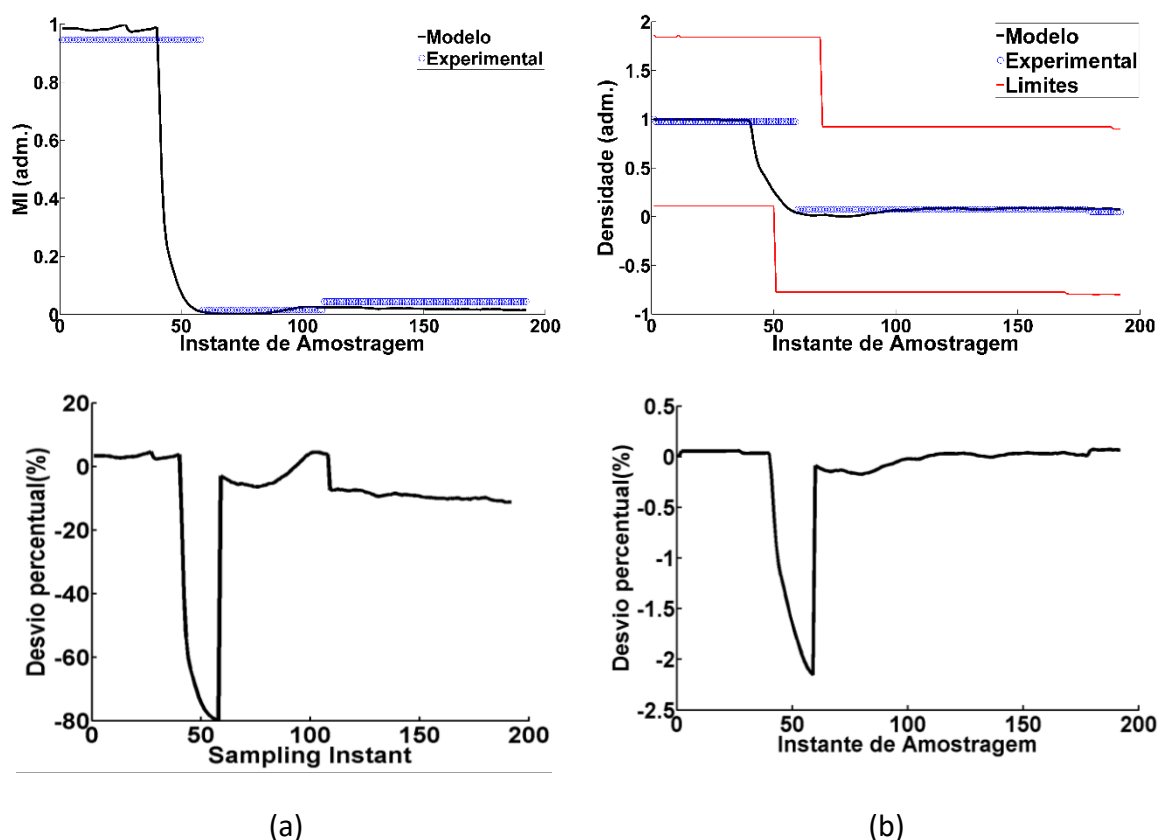 1
0.8
0.6
0.4
0.2
0
MI (adm.)
Modelo
Experimental
0 50 100 150 200
Instante de Amostragem
2
1.5
1
0.5
0
-0.5
-1
Densidade (adm.)
Modelo
Experimental
Limites
0 50 100 150 200
Instante de Amostragem
20
0
-20
-40
-60
-80
Desvio percentual(%)
0 50 100 150 200
Sampling Instant
0.5
0
-0.5
-1
-1.5
-2
-2.5
Desvio percentual(%)
0 50 100 150 200
Instante de Amostragem
(a)
(b)